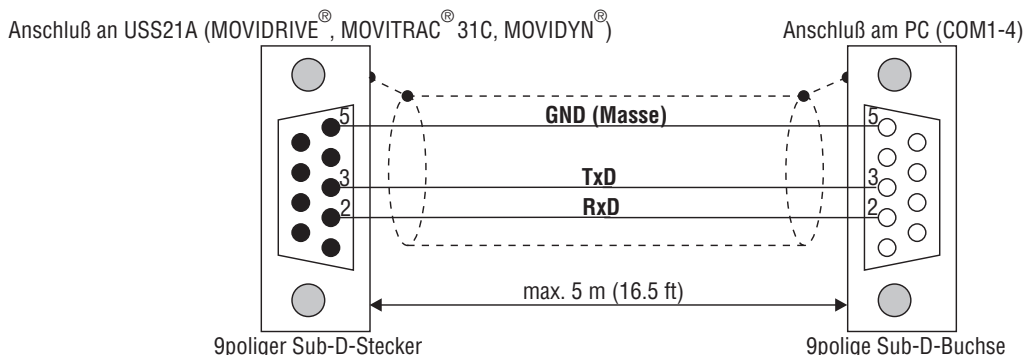 Anschluß an USS21A (MOVIDRIVE®, MOVITRAC® 31C, MOVIDYN®)
Anschluß am PC (COM1-4)
5
GND (Masse)
5
3
TxD
3
2
RxD
2
max. 5 m (16.5 ft)
9poliger Sub-D-Stecker
9polige Sub-D-Buchse